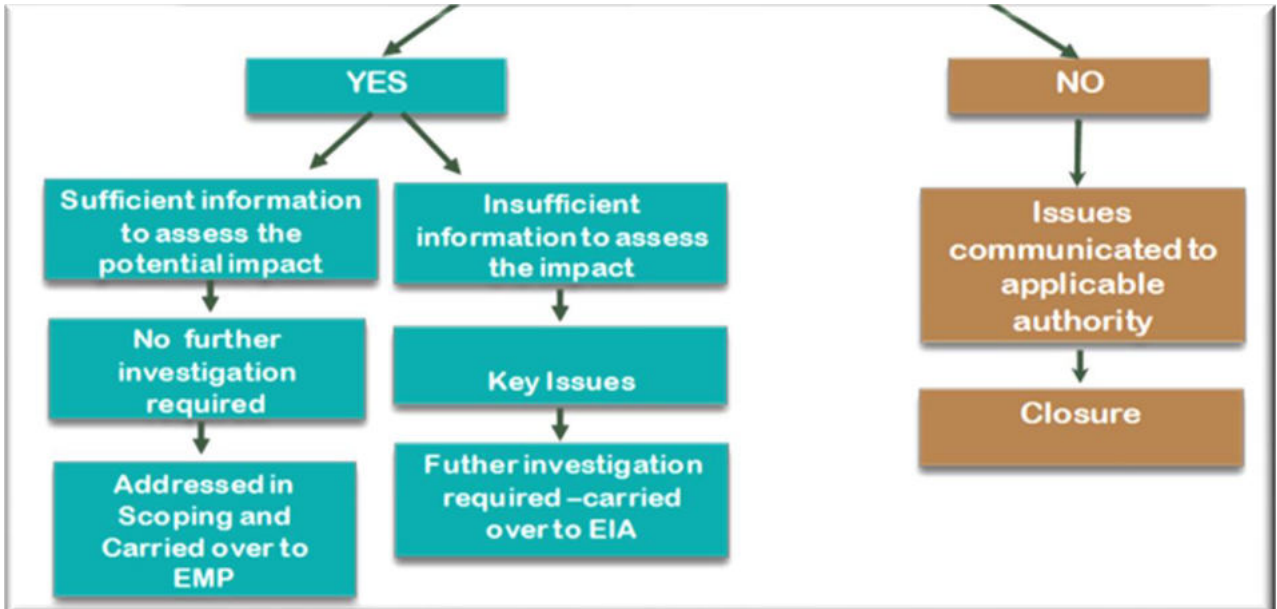 YES
NO
Sufficient information
to assess the
potential impact
Insufficient
information to assess
the impact
Issues
communicated to
applicable
authority
No further
investigation
required
Key Issues
Closure
Addressed in
Scoping and
Carried over to
EMP
Futher investigation
required –carried
over to EIA